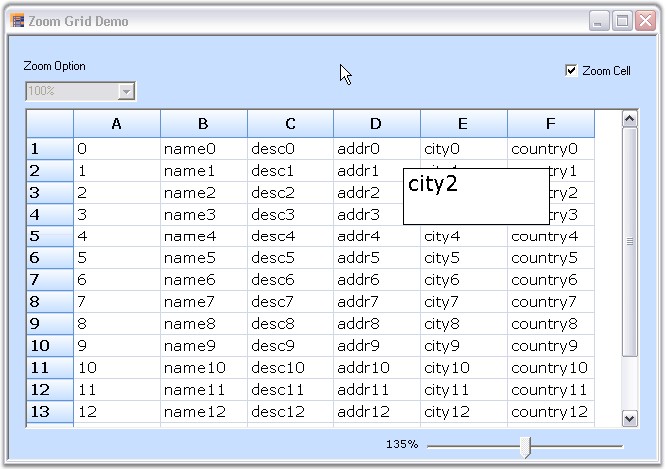 Zoom Grid Demo
Zoom Option
Zoom Cell
100%
A B C D E F
1 0 name0 desc0 addr0 city0 country0
2 1 name1 desc1 addr1
3 2 name2 desc2 addr2 city2
4 3 name3 desc3 addr3
5 4 name4 desc4 addr4 city4 country4
6 5 name5 desc5 addr5 city5 country5
7 6 name6 desc6 addr6 city6 country6
8 7 name7 desc7 addr7 city7 country7
9 8 name8 desc8 addr8 city8 country8
10 9 name9 desc9 addr9 city9 country9
11 10 name10 desc10 addr10 city10 country10
12 11 name11 desc11 addr11 city11 country11
13 12 name12 desc12 addr12 city12 country12
135%